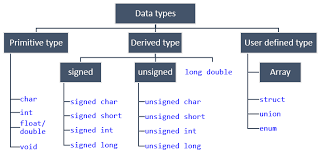 Data types
Primitive type
Derived type
User defined type
signed
unsigned
long double
Array
char
int
float/
double
void
signed char
signed short
signed int
signed long
unsigned char
unsigned short
unsigned int
unsigned long
struct
union
enum